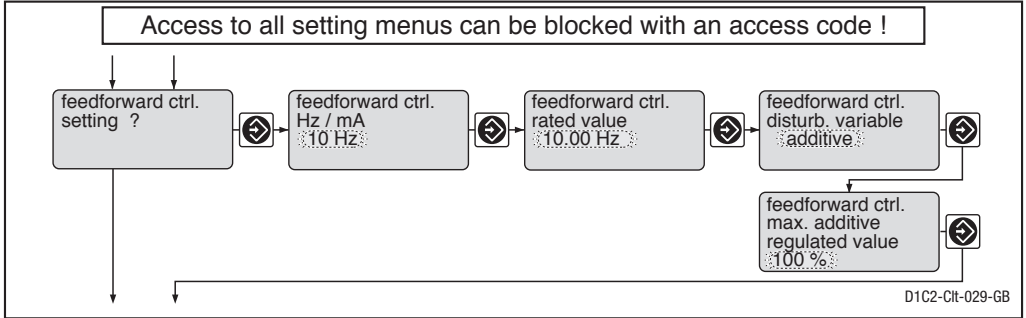 Access to all setting menus can be blocked with an access code !
feedforward ctrl.
setting ?
feedforward ctrl.
Hz / mA
10 Hz
feedforward ctrl.
rated value
10.00 Hz
feedforward ctrl.
disturb. variable
additive
feedforward ctrl.
max. additive
regulated value
100 %
D1C2-Clt-029-GB